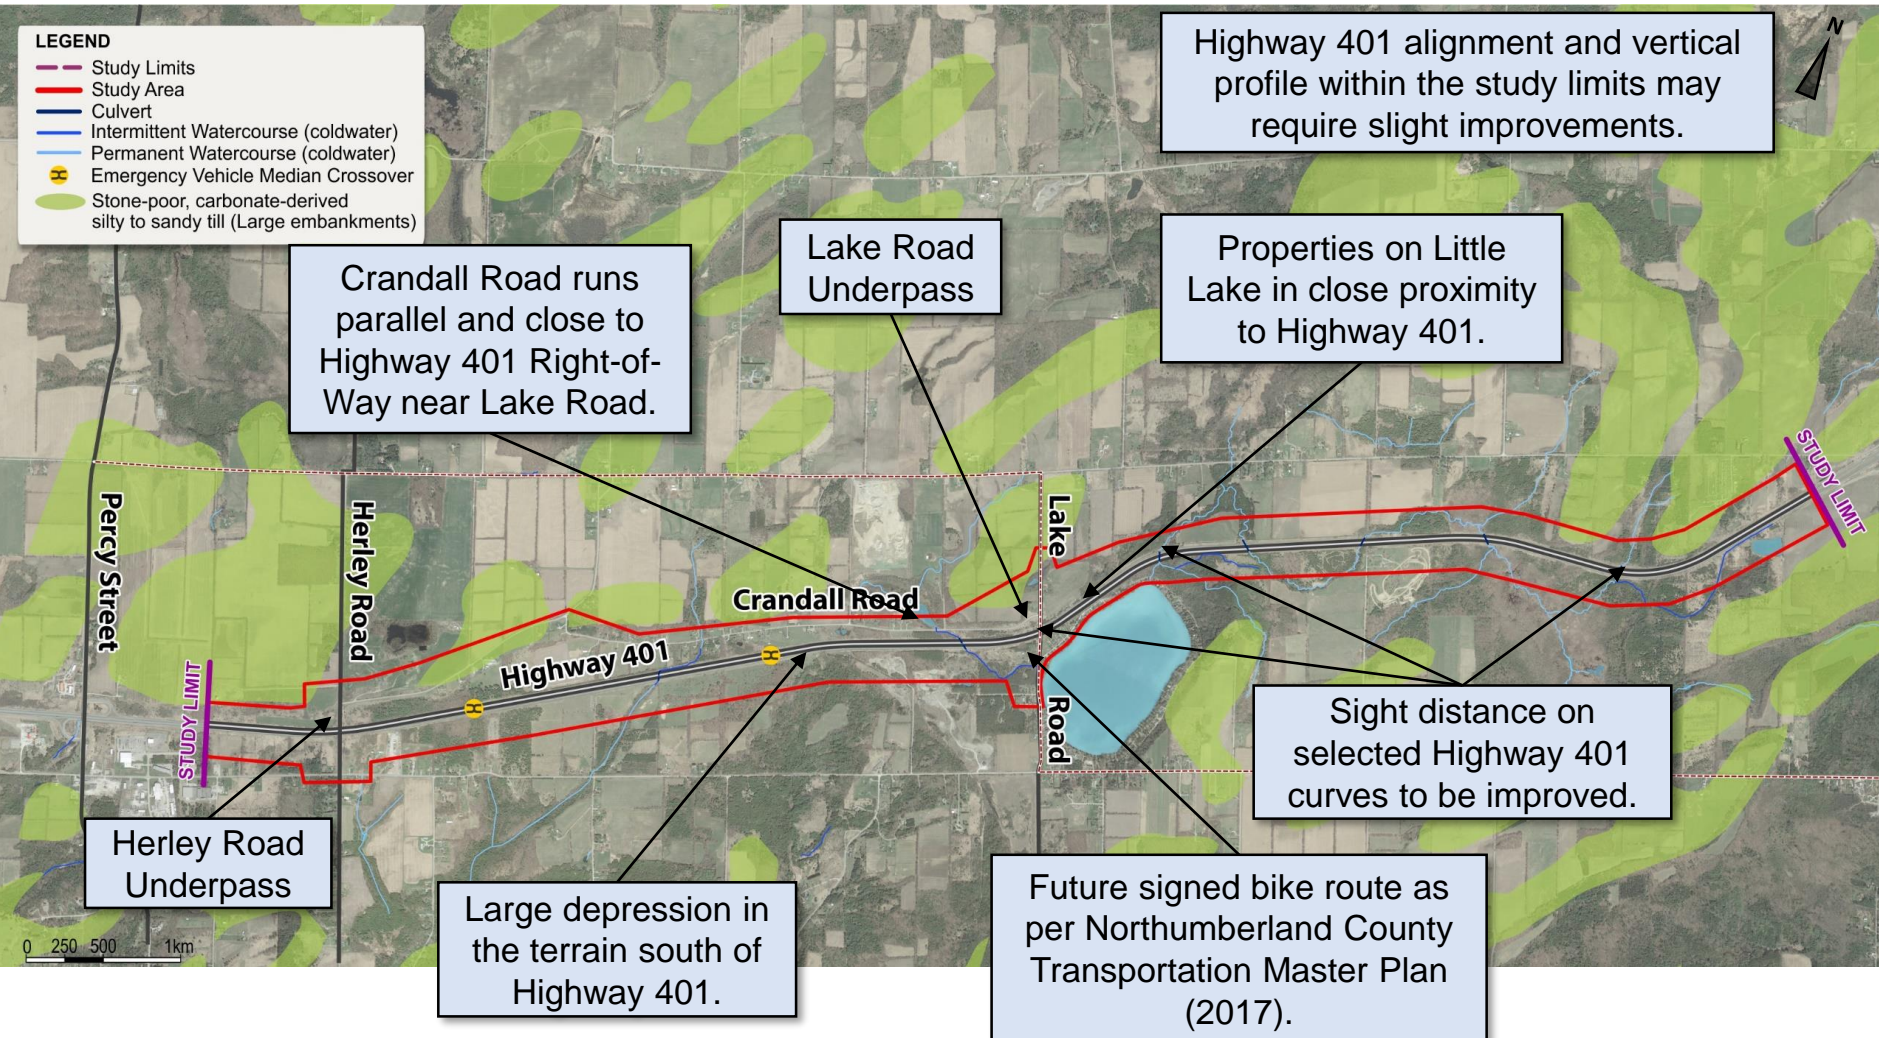 LEGEND
Study Limits
Study Area
Culvert
Intermittent Watercourse (coldwater)
Permanent Watercourse (coldwater)
Emergency Vehicle Median Crossover
Stone-poor, carbonate-derived
silty to sandy till (Large embankments)
Highway 401 alignment and vertical
profile within the study limits may
require slight improvements.
N
Crandall Road runs
parallel and close to
Highway 401 Right-of-
Way near Lake Road.
Lake Road
Underpass
Properties on Little
Lake in close proximity
to Highway 401.
Percy Street
Herley Road
Lake
Road
STUDY LIMIT
STUDY LIMIT
Crandall Road
Highway 401
Herley Road
Underpass
Large depression in
the terrain south of
Highway 401.
Sight distance on
selected Highway 401
curves to be improved.
Future signed bike route as
per Northumberland County
Transportation Master Plan
(2017).
0 250 500 1km